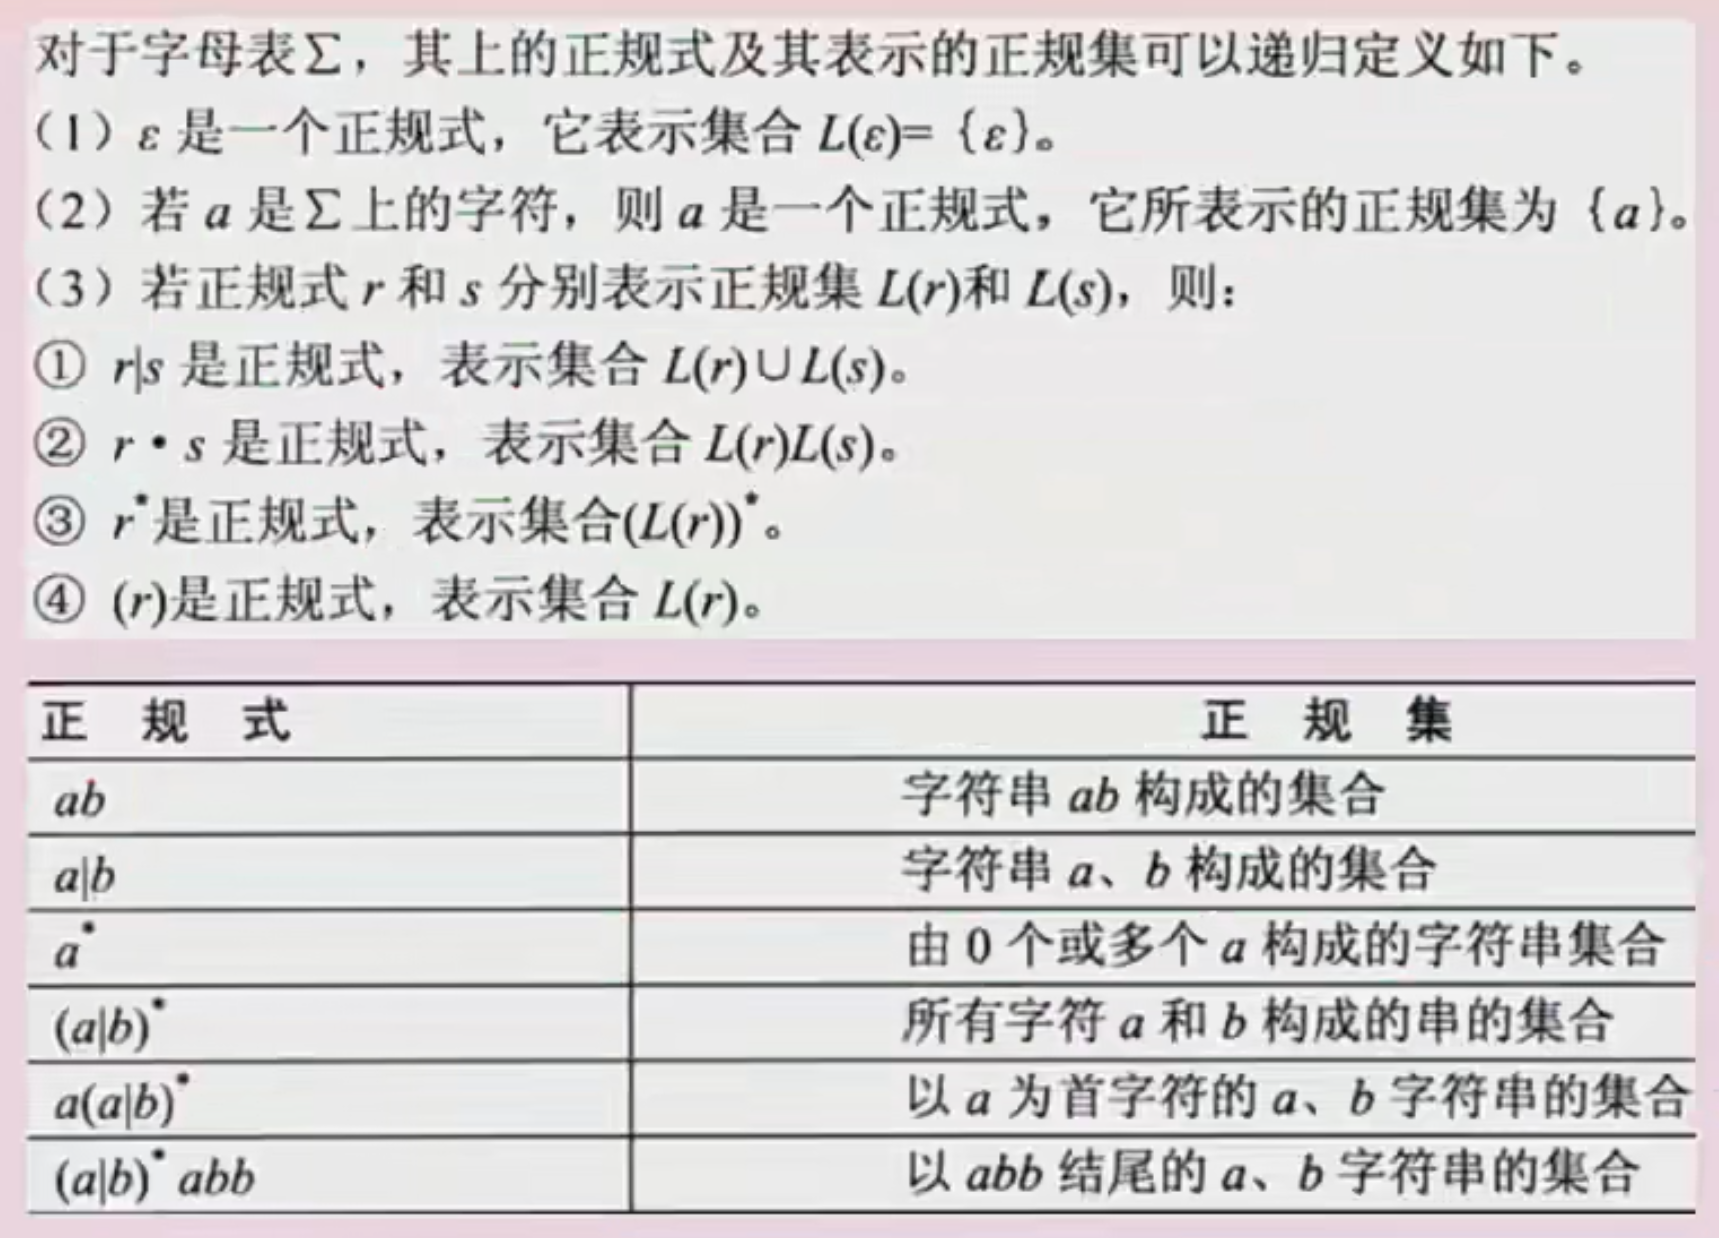 对于字母表∑，其上的正规式及其表示的正规集可以递归定义如下。
（1）ε 是一个正规式，它表示集合 L(ε)= {ε}。
（2）若 a 是∑上的字符，则 a 是一个正规式，它所表示的正规集为 {a}。
（3）若正规式 r 和 s 分别表示正规集 L(r)和 L(s)，则：
① r|s 是正规式，表示集合 L(r)∪L(s)。
② r • s 是正规式，表示集合 L(r)L(s)。
③ r*是正规式，表示集合(L(r))*。
④ (r)是正规式，表示集合 L(r)。
正 规 式 正 规 集
ab 字符串 ab 构成的集合
a|b 字符串 a、b 构成的集合
a* 由 0 个或多个 a 构成的字符串集合
(a|b)* 所有字符 a 和 b 构成的串的集合
a(a|b)* 以 a 为首字符的 a、b 字符串的集合
(a|b)* abb 以 abb 结尾的 a、b 字符串的集合